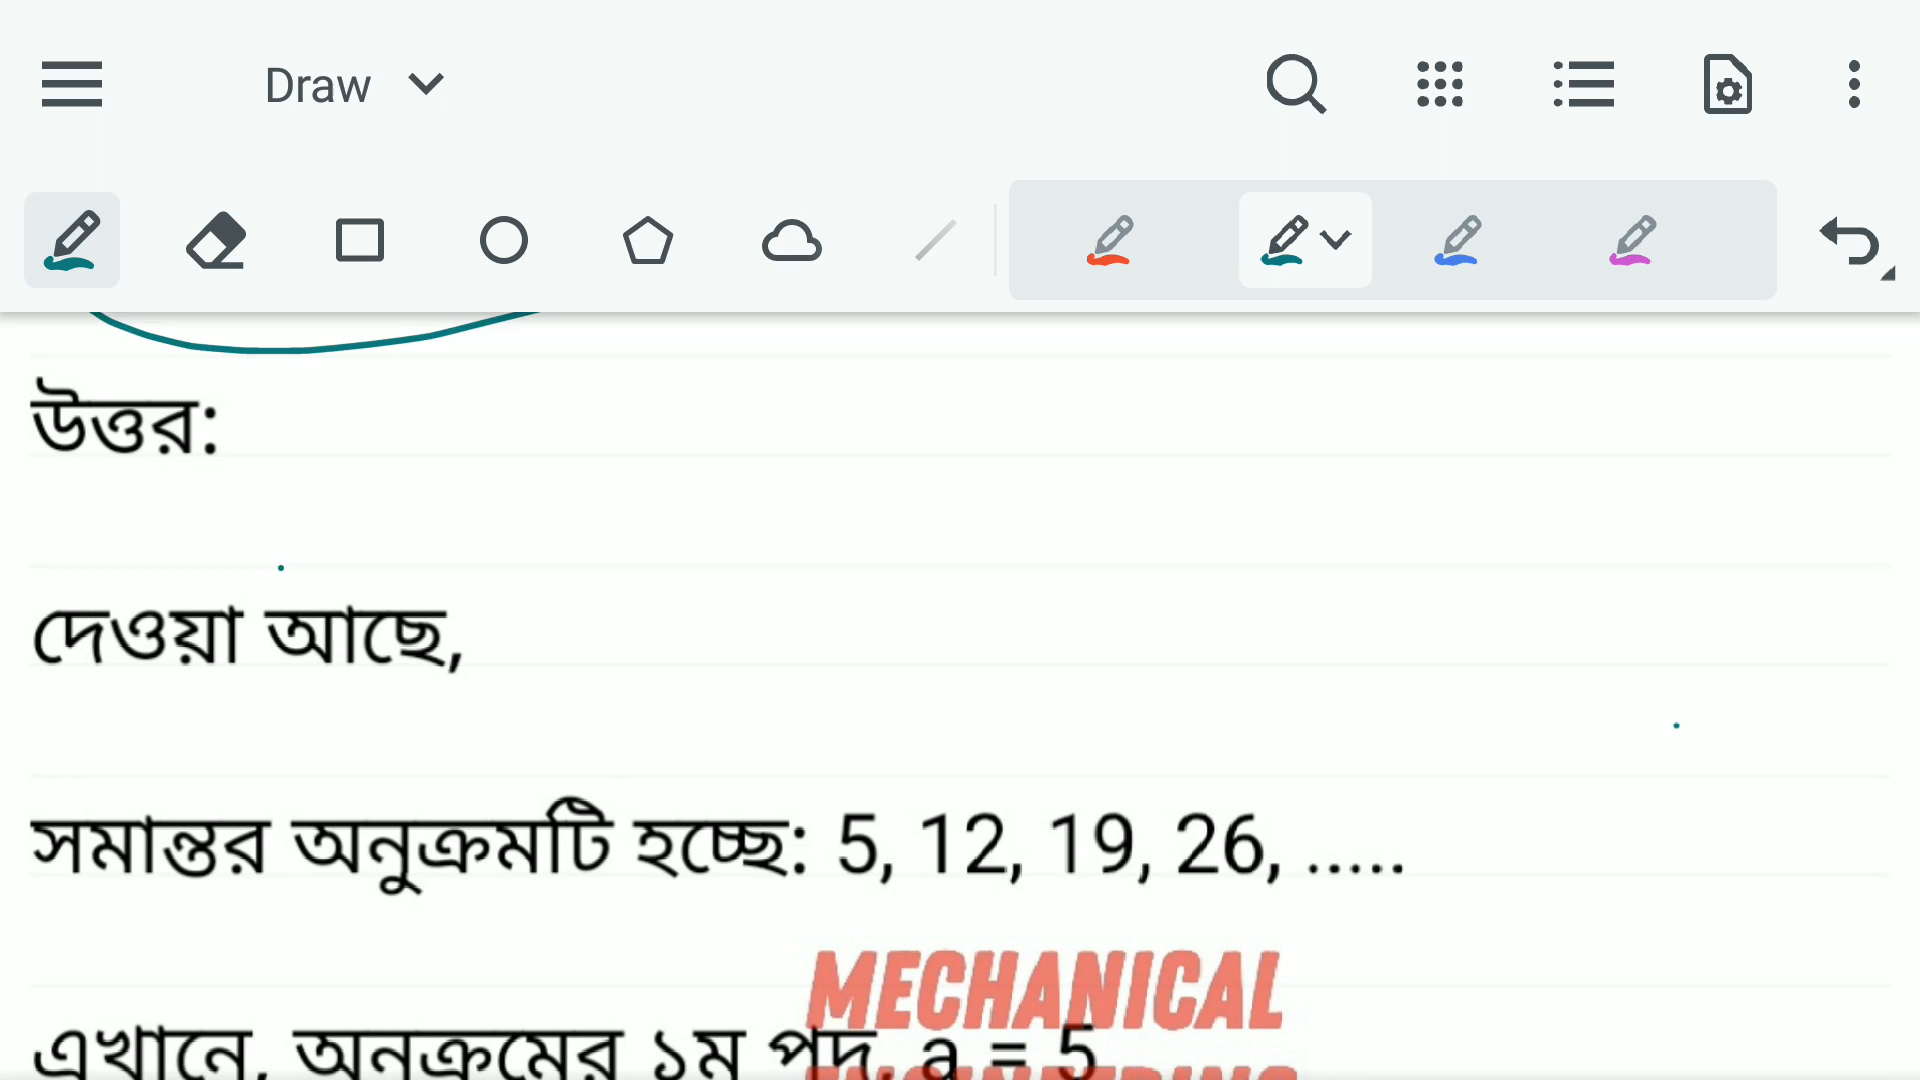 Draw
উত্তর:
দেওয়া আছে,
সমান্তর অনুক্রমটি হচ্ছে: 5, 12, 19, 26, .....
MECHANICAL
এখানে, অনুক্রমের ১ম পদ, a = 5
ENGINEERING